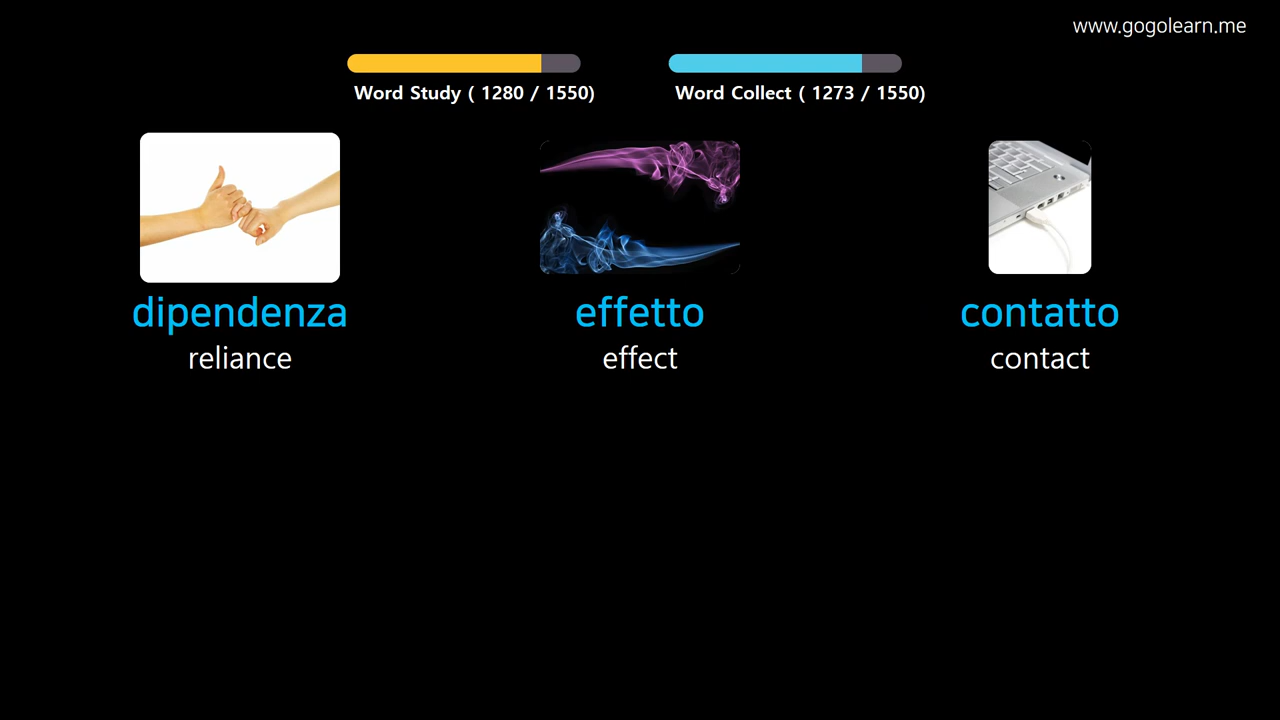 www.gogolearn.me
Word Study ( 1280 / 1550)
Word Collect ( 1273 / 1550)
dipendenza
reliance
effetto
effect
contatto
contact